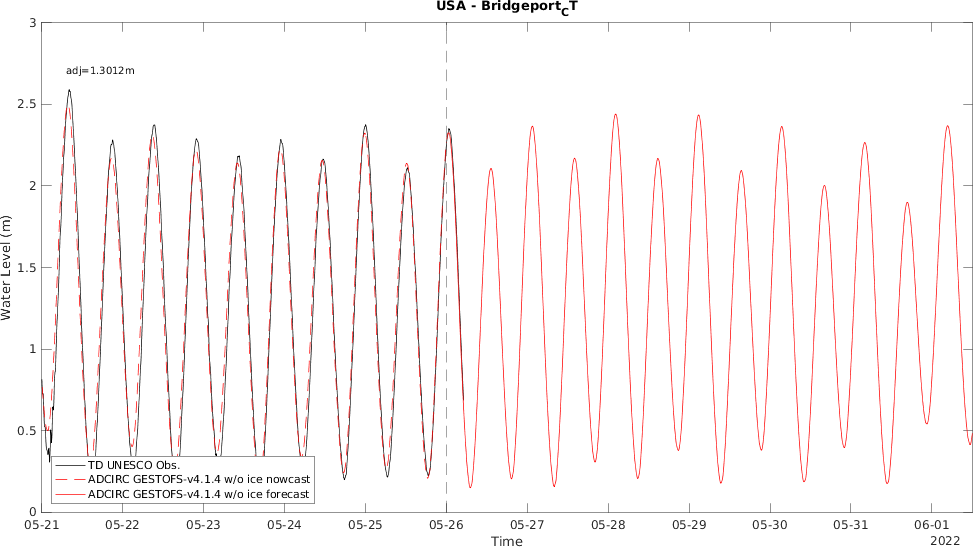 USA - Bridgeport_CT
adj=1.3012m
3
2.5
2
1.5
1
0.5
0
Water Level (m)
TD UNESCO Obs.
ADCIRC GESTOFS-v4.1.4 w/o ice nowcast
ADCIRC GESTOFS-v4.1.4 w/o ice forecast
05-21 05-22 05-23 05-24 05-25 05-26 05-27 05-28 05-29 05-30 05-31 06-01
Time
2022